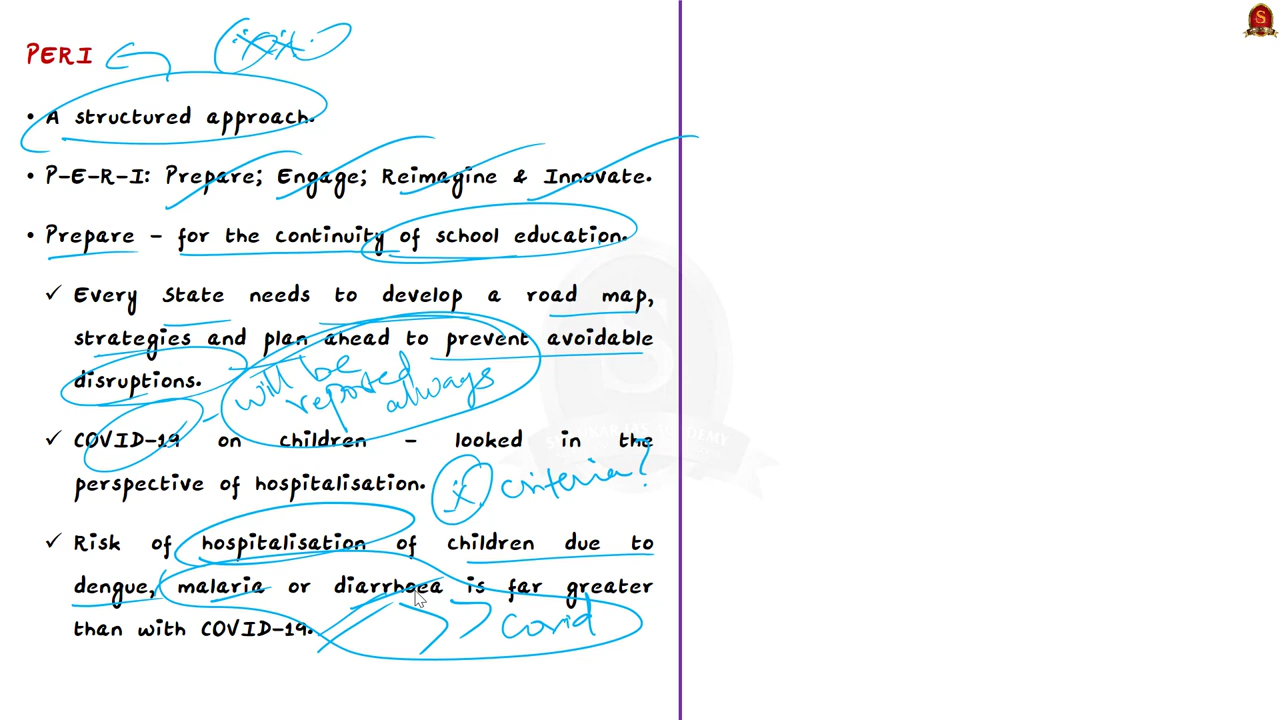 PERI
• A structured approach.
• P-E-R-I: Prepare; Engage; Reimagine & Innovate.
• Prepare – for the continuity of school education.
✓ Every State needs to develop a road map,
strategies and plan ahead to prevent avoidable
disruptions.
will be
reported
always
✓ COVID-19 on children – looked in the
perspective of hospitalisation.
criteria?
✓ Risk of hospitalisation of children due to
dengue, malaria or diarrhoea is far greater
than with COVID-19.
>> Covid